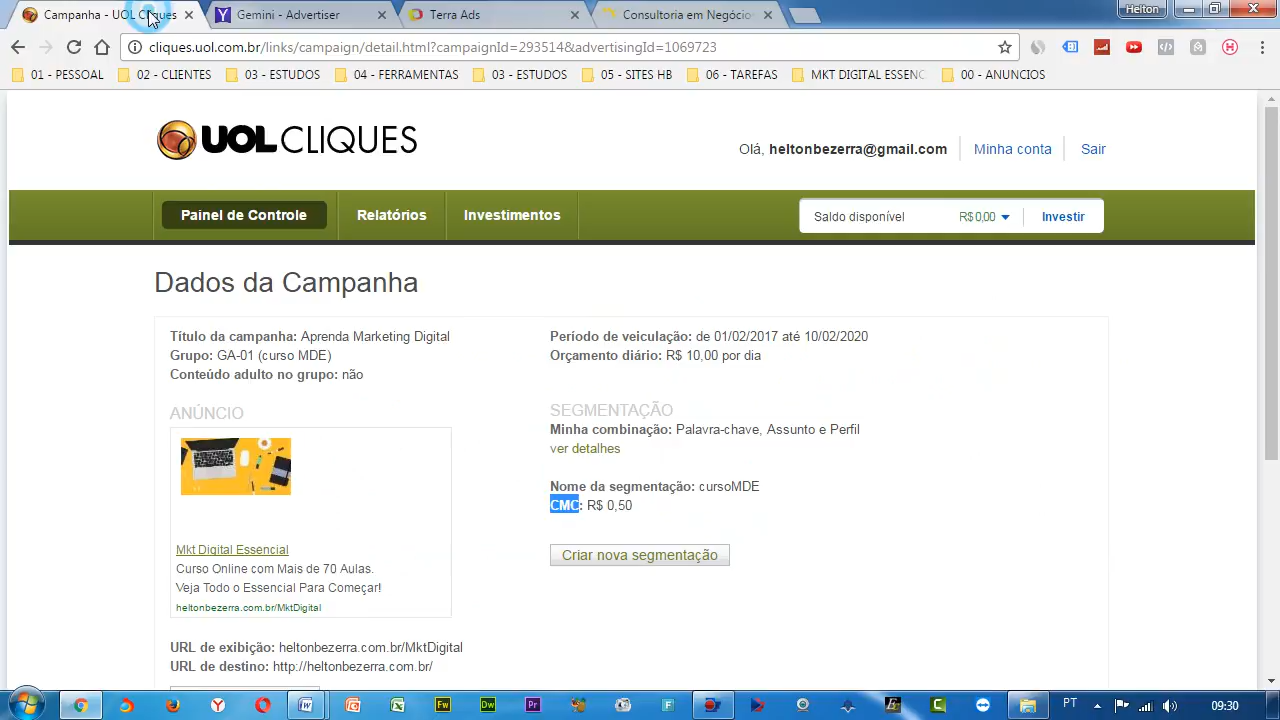 Campanha - UOL Cliques
Gemini - Advertiser
Terra Ads
Consultoria em Negócios
Helton
cliques.uol.com.br/links/campaign/detail.html?campaignId=293514&advertisingId=1069723
01 - PESSOAL
02 - CLIENTES
03 - ESTUDOS
04 - FERRAMENTAS
03 - ESTUDOS
05 - SITES HB
06 - TAREFAS
MKT DIGITAL ESSENC
00 - ANUNCIOS
UOL CLIQUES
Olá, heltonbezerra@gmail.com
Minha conta
Sair
Painel de Controle
Relatórios
Investimentos
Saldo disponível R$ 0,00
Investir
Dados da Campanha
Título da campanha: Aprenda Marketing Digital
Grupo: GA-01 (curso MDE)
Conteúdo adulto no grupo: não
Período de veiculação: de 01/02/2017 até 10/02/2020
Orçamento diário: R$ 10,00 por dia
ANÚNCIO
Mkt Digital Essencial
Curso Online com Mais de 70 Aulas.
Veja Todo o Essencial Para Começar!
heltonbezerra.com.br/MktDigital
SEGMENTAÇÃO
Minha combinação: Palavra-chave, Assunto e Perfil
ver detalhes
Nome da segmentação: cursoMDE
CMC: R$ 0,50
Criar nova segmentação
URL de exibição: heltonbezerra.com.br/MktDigital
URL de destino: http://heltonbezerra.com.br/
PT
09:30